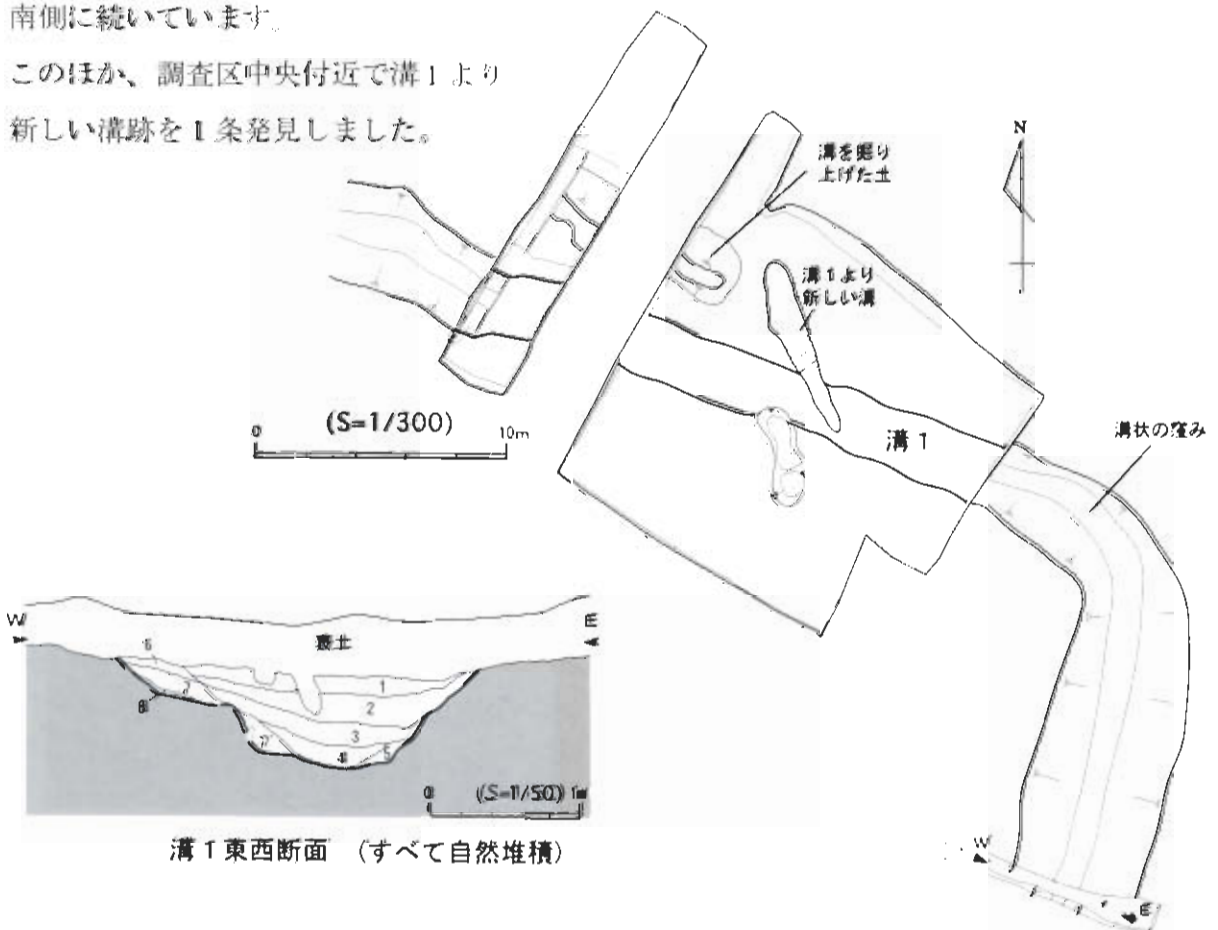 南側に続いています。
このほか、調査区中央付近で溝1より
新しい溝跡を1条発見しました。
N
溝を掘り
上げた土
溝1より
新しい溝
(S=1/300)
0
10m
溝1
溝状の窪み
W
E
表土
6
1
7
2
8
3
7
4
5
0
(S=1/50)
1m
溝1東西断面 (すべて自然堆積)
W
E